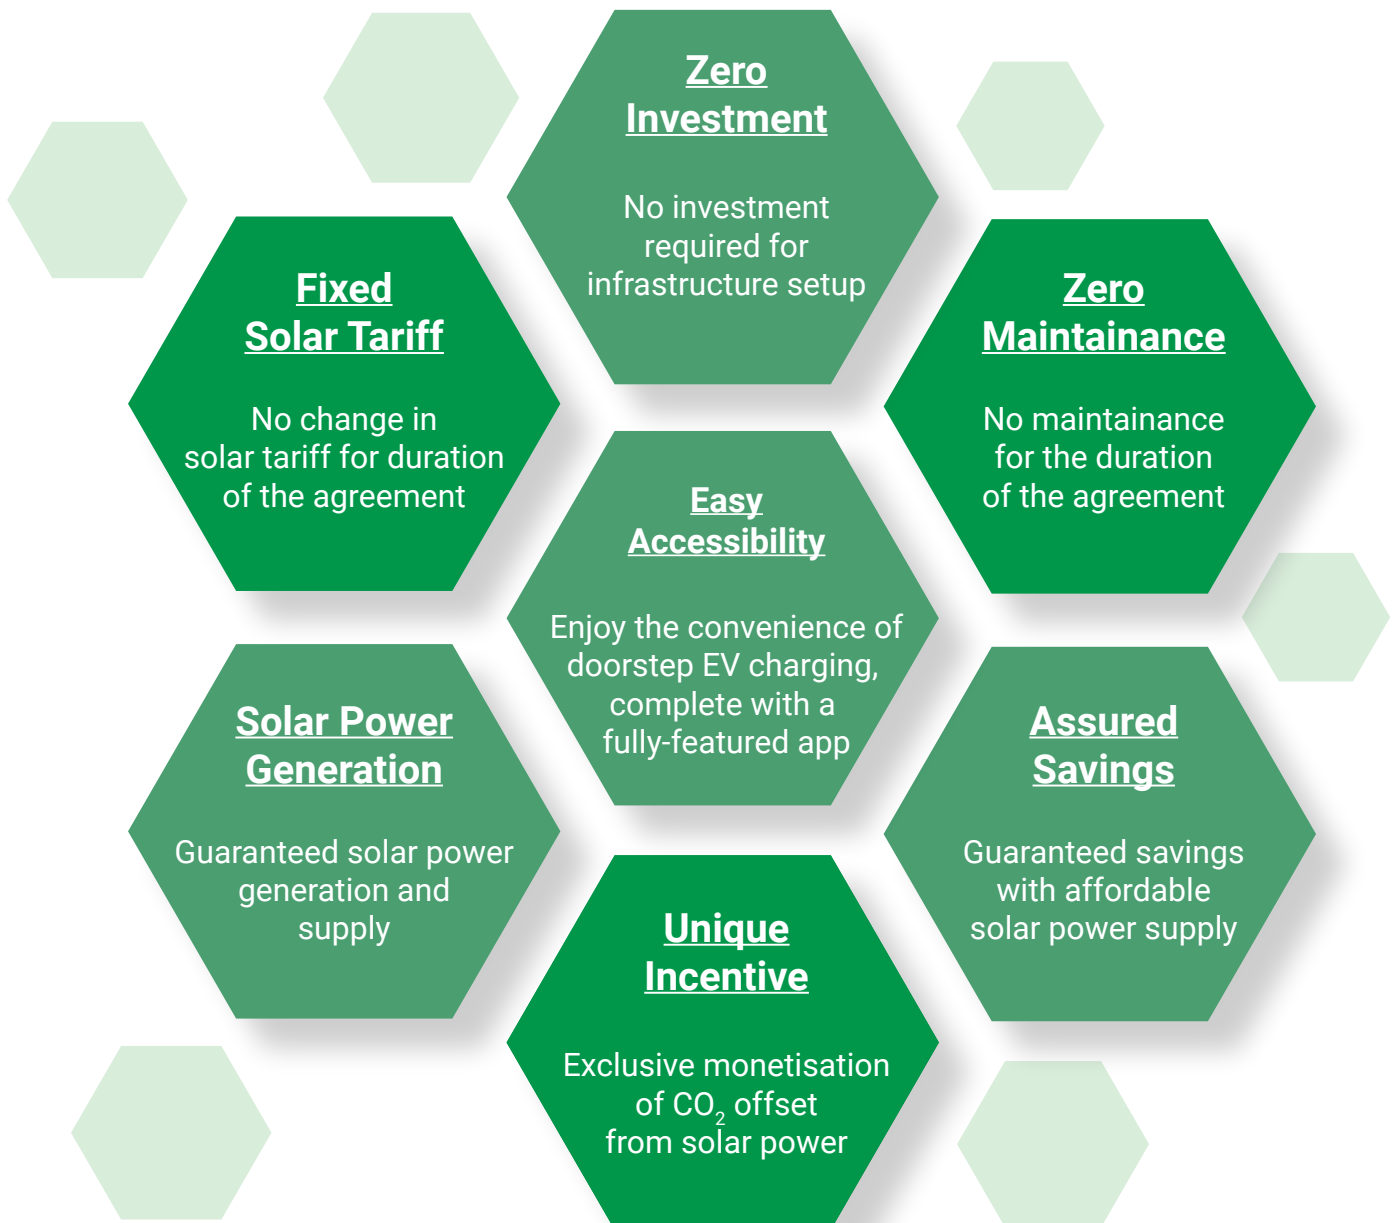 Zero
Investment
No investment
required for
infrastructure setup
Fixed
Solar Tariff
No change in
solar tariff for duration
of the agreement
Zero
Maintainance
No maintainance
for the duration
of the agreement
Easy
Accessibility
Enjoy the convenience of
doorstep EV charging,
complete with a
fully-featured app
Solar Power
Generation
Guaranteed solar power
generation and
supply
Assured
Savings
Guaranteed savings
with affordable
solar power supply
Unique
Incentive
Exclusive monetisation
of CO₂ offset
from solar power